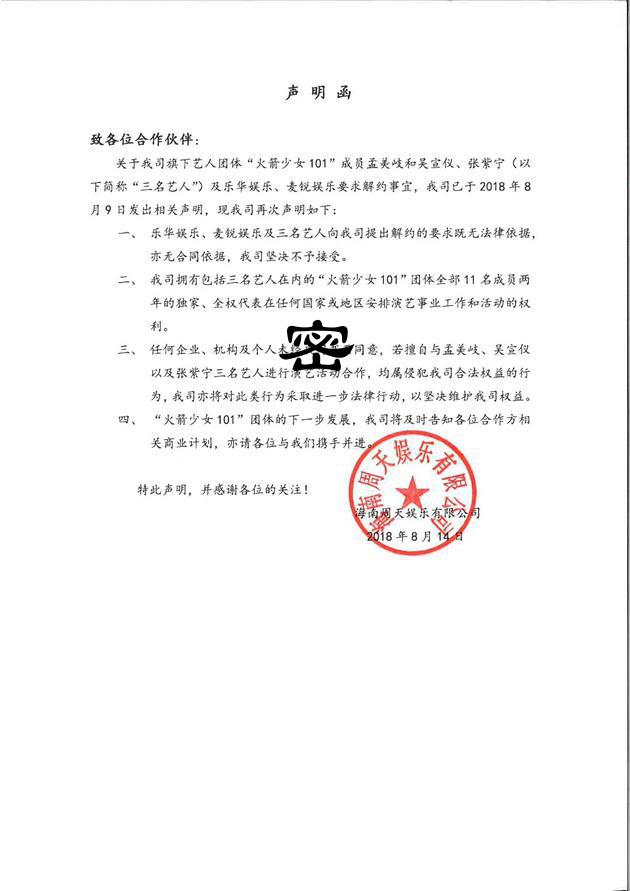 声 明 函
致各位合作伙伴：
关于我司旗下艺人团体“火箭少女101”成员孟美岐和吴宣仪、张紫宁（以
下简称“三名艺人”）及乐华娱乐、麦锐娱乐要求解约事宜，我司已于2018年8
月9日发出相关声明，现我司再次声明如下：
一、 乐华娱乐、麦锐娱乐及三名艺人向我司提出解约的要求既无法律依据，
亦无合同依据，我司坚决不予接受。
二、 我司拥有包括三名艺人在内的“火箭少女101”团体全部11名成员两
年的独家、全权代表在任何国家或地区安排演艺事业工作和活动的权
利。
密
三、 任何企业、机构及个人未经 同意，若擅自与孟美岐、吴宣仪
以及张紫宁三名艺人进行演艺活动合作，均属侵犯我司合法权益的行
为，我司亦将对此类行为采取进一步法律行动，以坚决维护我司权益。
四、 “火箭少女101”团体的下一步发展，我司将及时告知各位合作方相
关商业计划，亦请各位与我们携手并进。
特此声明，并感谢各位的关注！
海南周天娱乐有限公司
海南周天娱乐有限公司
2018年8月14日